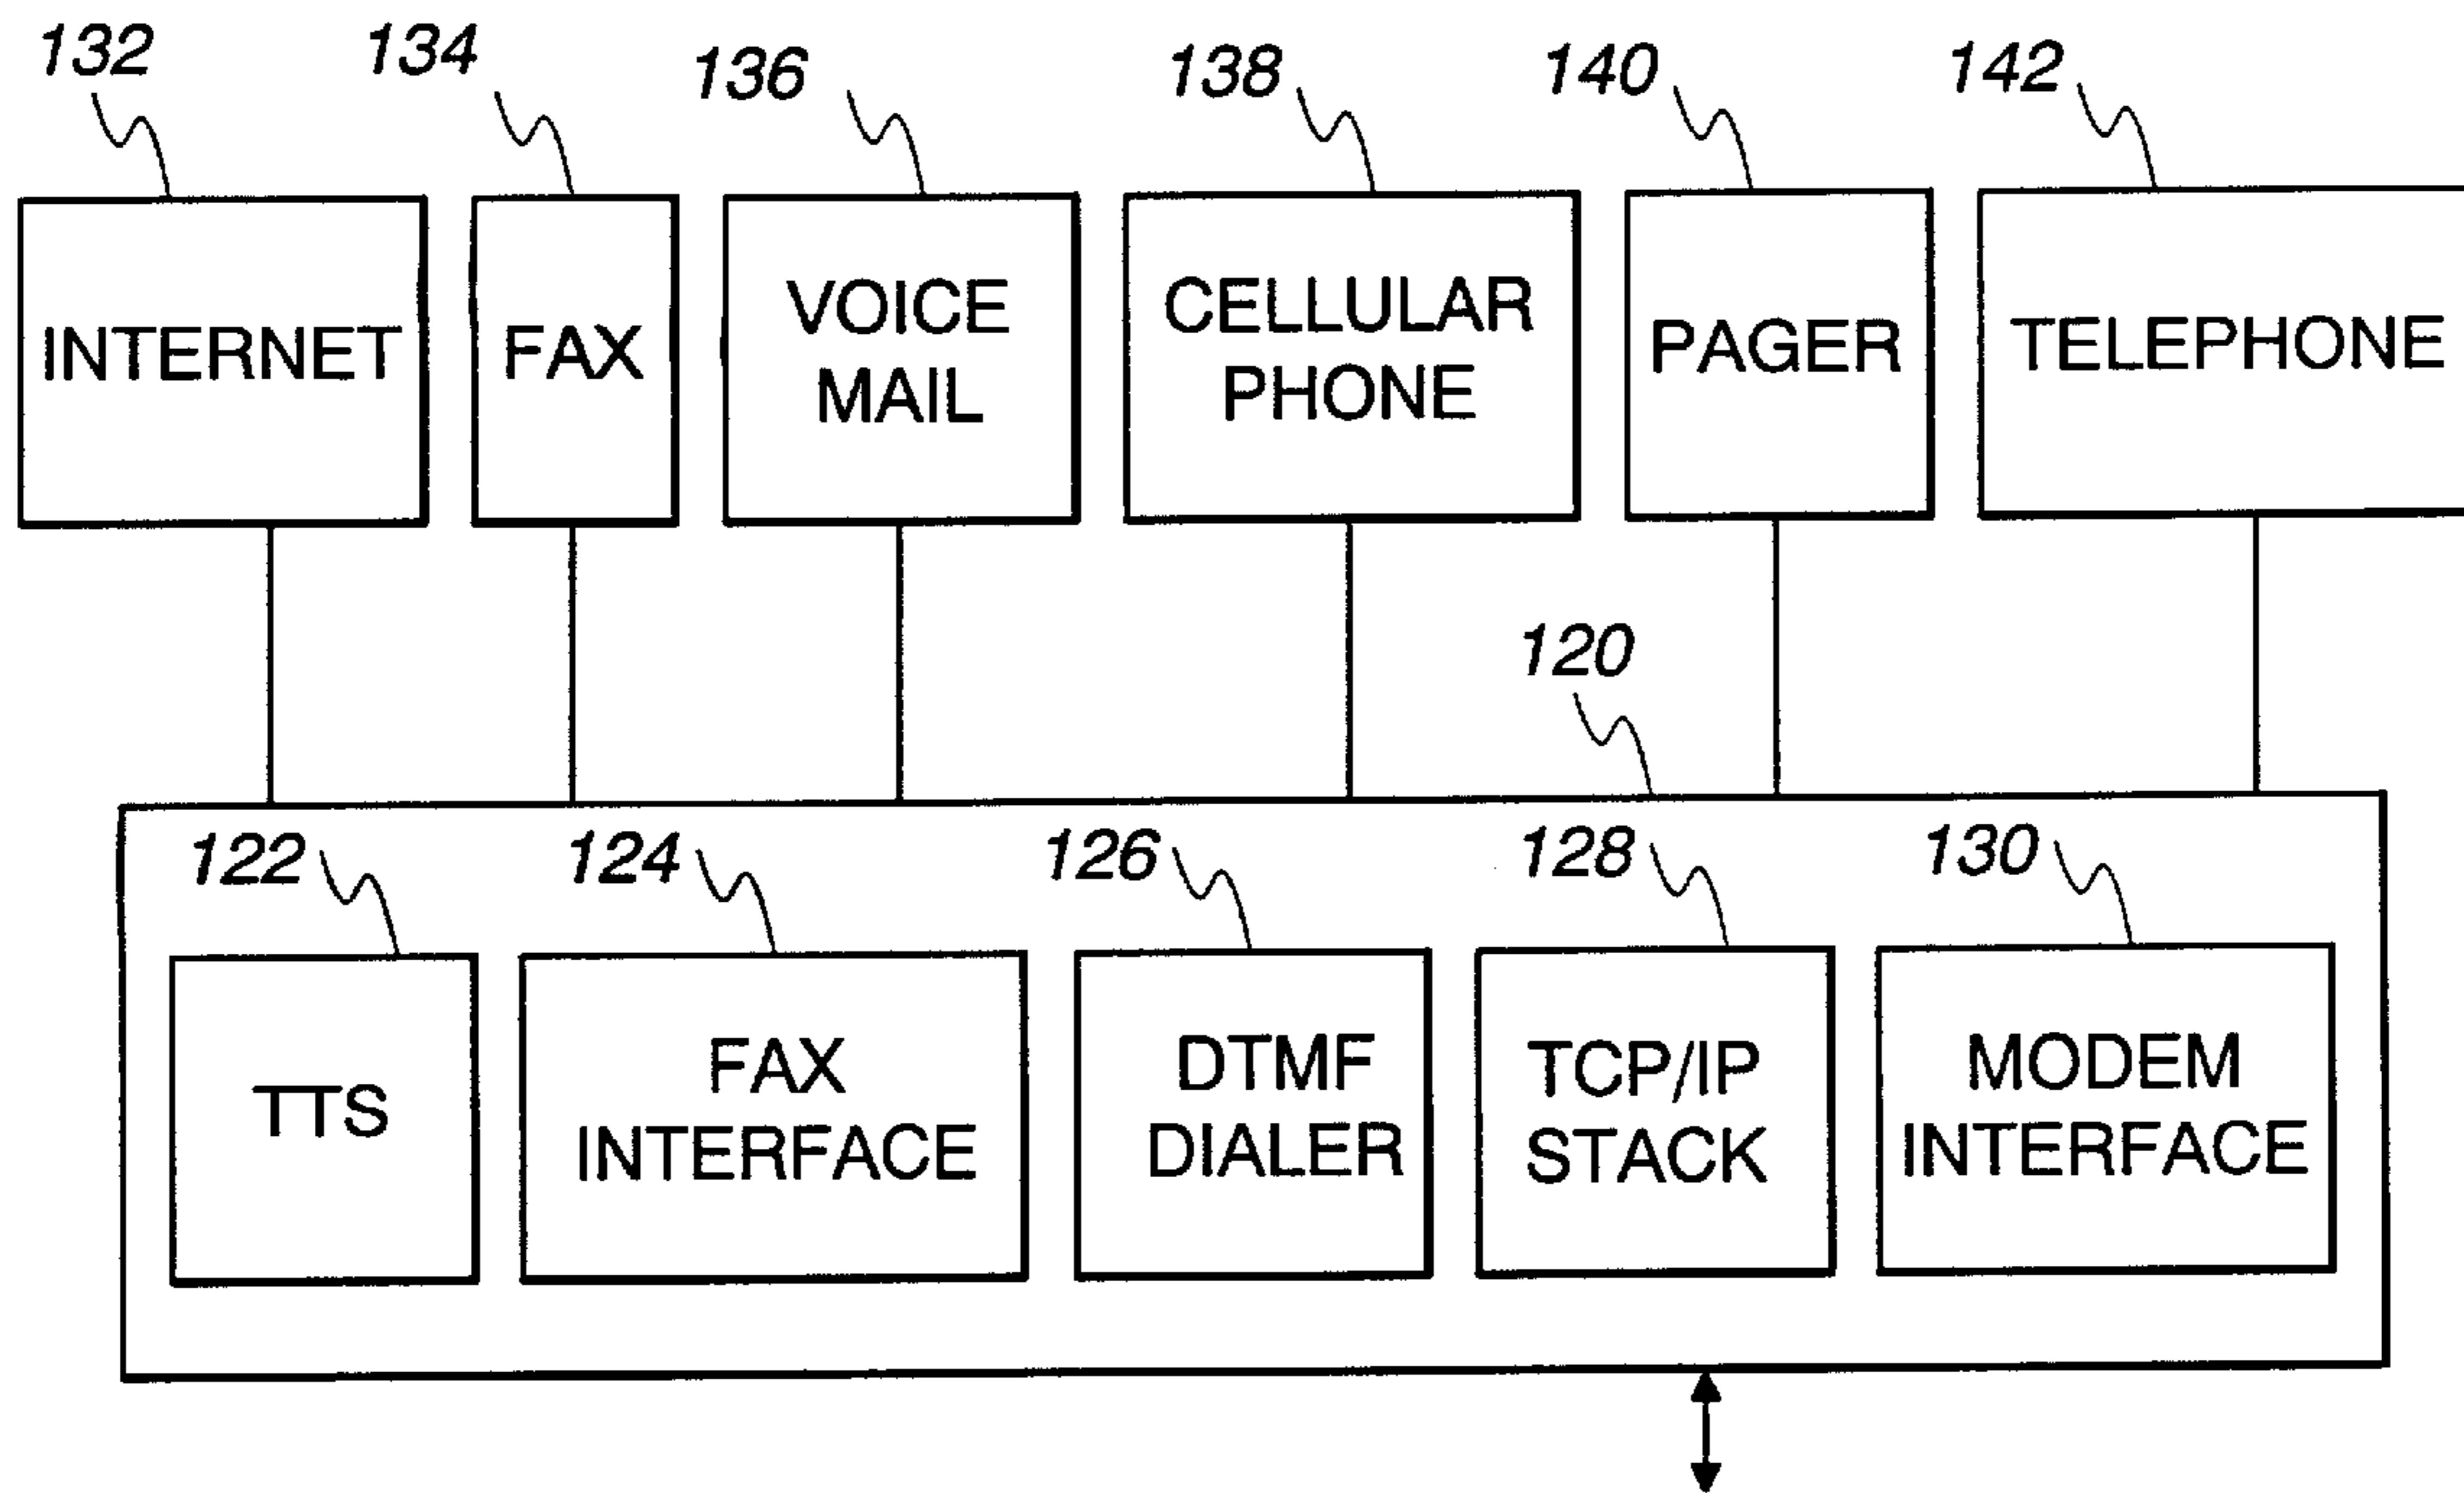 132
134
136
138
140
142
INTERNET
FAX
VOICE
MAIL
CELLULAR
PHONE
PAGER
TELEPHONE
120
122
124
126
128
130
TTS
FAX
INTERFACE
DTMF
DIALER
TCP/IP
STACK
MODEM
INTERFACE